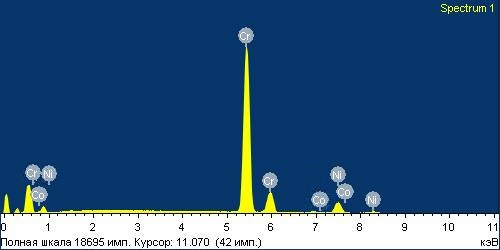 Spectrum 1
Cr
Cr Ni
Co
Cr
Ni
Co
Co
Ni
0 1 2 3 4 5 6 7 8 9 10 11
Полная шкала 18695 имп. Курсор: 11.070 (42 имп.) кэВ